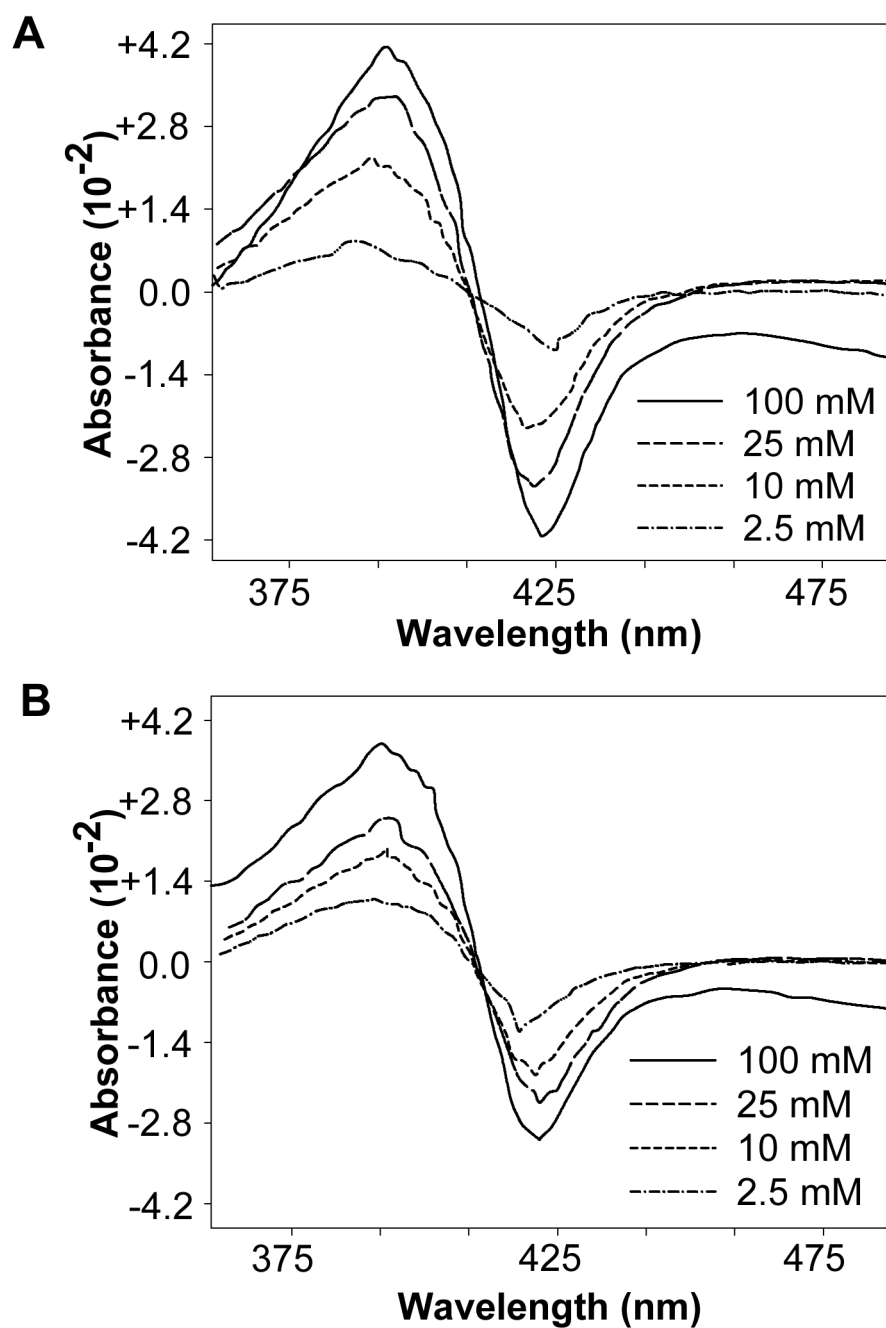 A
+4.2
+2.8
+1.4
0.0
-1.4
-2.8
-4.2
Absorbance (10-2)
100 mM
25 mM
10 mM
2.5 mM
375 425 475
Wavelength (nm)
B
+4.2
+2.8
+1.4
0.0
-1.4
-2.8
-4.2
Absorbance (10-2)
100 mM
25 mM
10 mM
2.5 mM
375 425 475
Wavelength (nm)